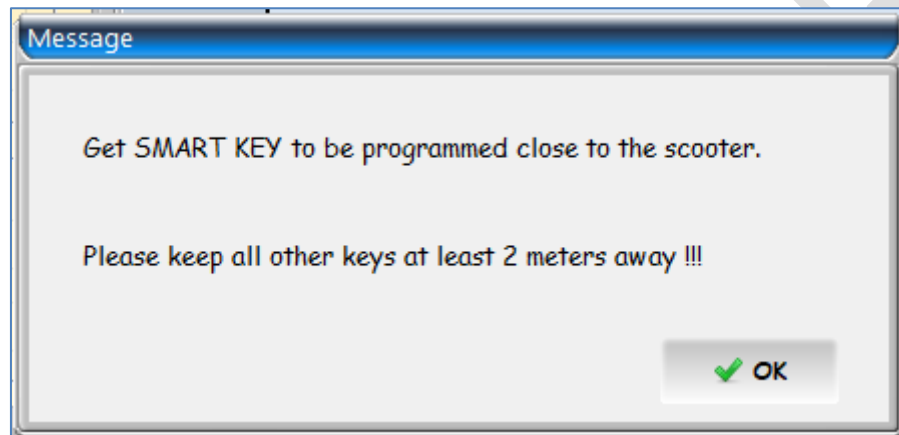 Message
Get SMART KEY to be programmed close to the scooter.
Please keep all other keys at least 2 meters away !!!
OK